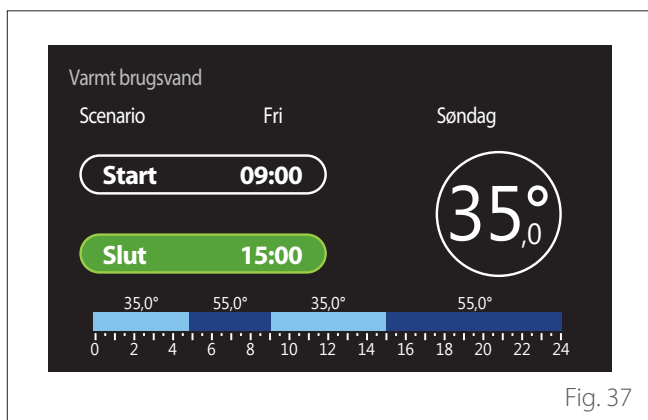 Varmt brugsvand
Scenario Fri Søndag
Start 09:00
35,0°
Slut 15:00
35,0° 55,0° 35,0° 55,0°
0 2 4 6 8 10 12 14 16 18 20 22 24
Fig. 37